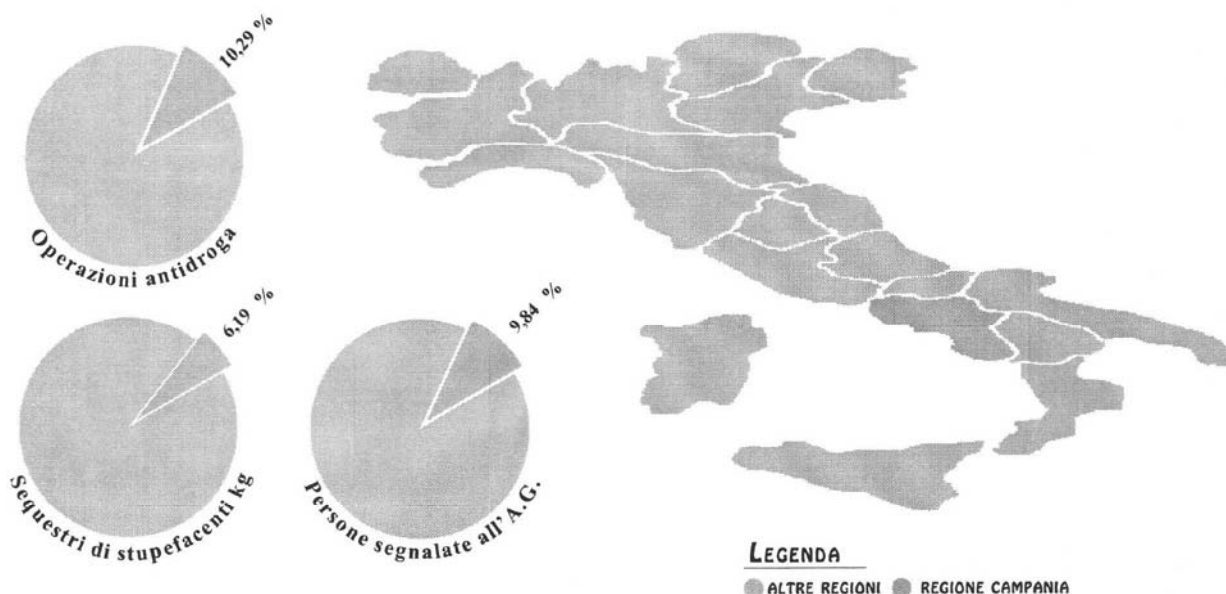 10,29 %
Operazioni antidroga
6,19 %
Sequestri di stupefacenti kg
9,84 %
Persone segnalate all'A.G.
LEGENDA
ALTRE REGIONI REGIONE CAMPANIA